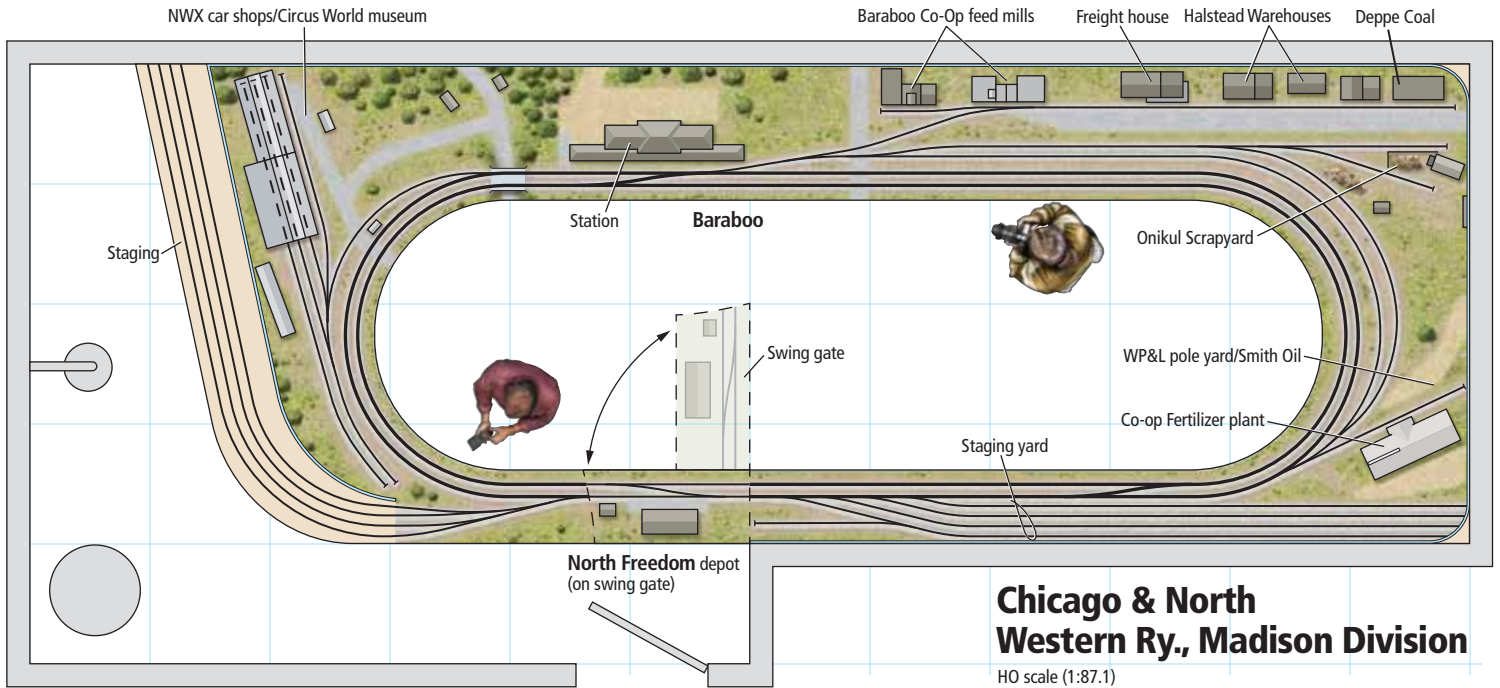 NWX car shops/Circus World museum
Baraboo Co-Op feed mills
Freight house
Halstead Warehouses
Deppe Coal
Staging
Station
Baraboo
Onikul Scrapyard
Swing gate
WP&L pole yard/Smith Oil
Co-op Fertilizer plant
Staging yard
North Freedom depot
(on swing gate)
Chicago & North
Western Ry., Madison Division
HO scale (1:87.1)